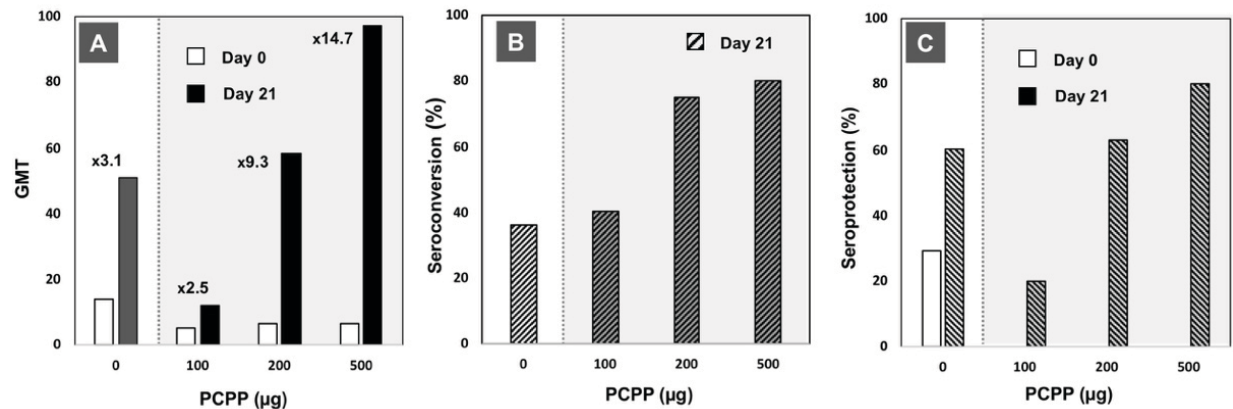 A
Day 0
Day 21
x3.1
x2.5
x9.3
x14.7
GMT
100
80
60
40
20
0
0 100 200 500
PCPP (µg)
B
Day 21
Seroconversion (%)
100
80
60
40
20
0
0 100 200 500
PCPP (µg)
C
Day 0
Day 21
Seroprotection (%)
100
80
60
40
20
0
0 100 200 500
PCPP (µg)